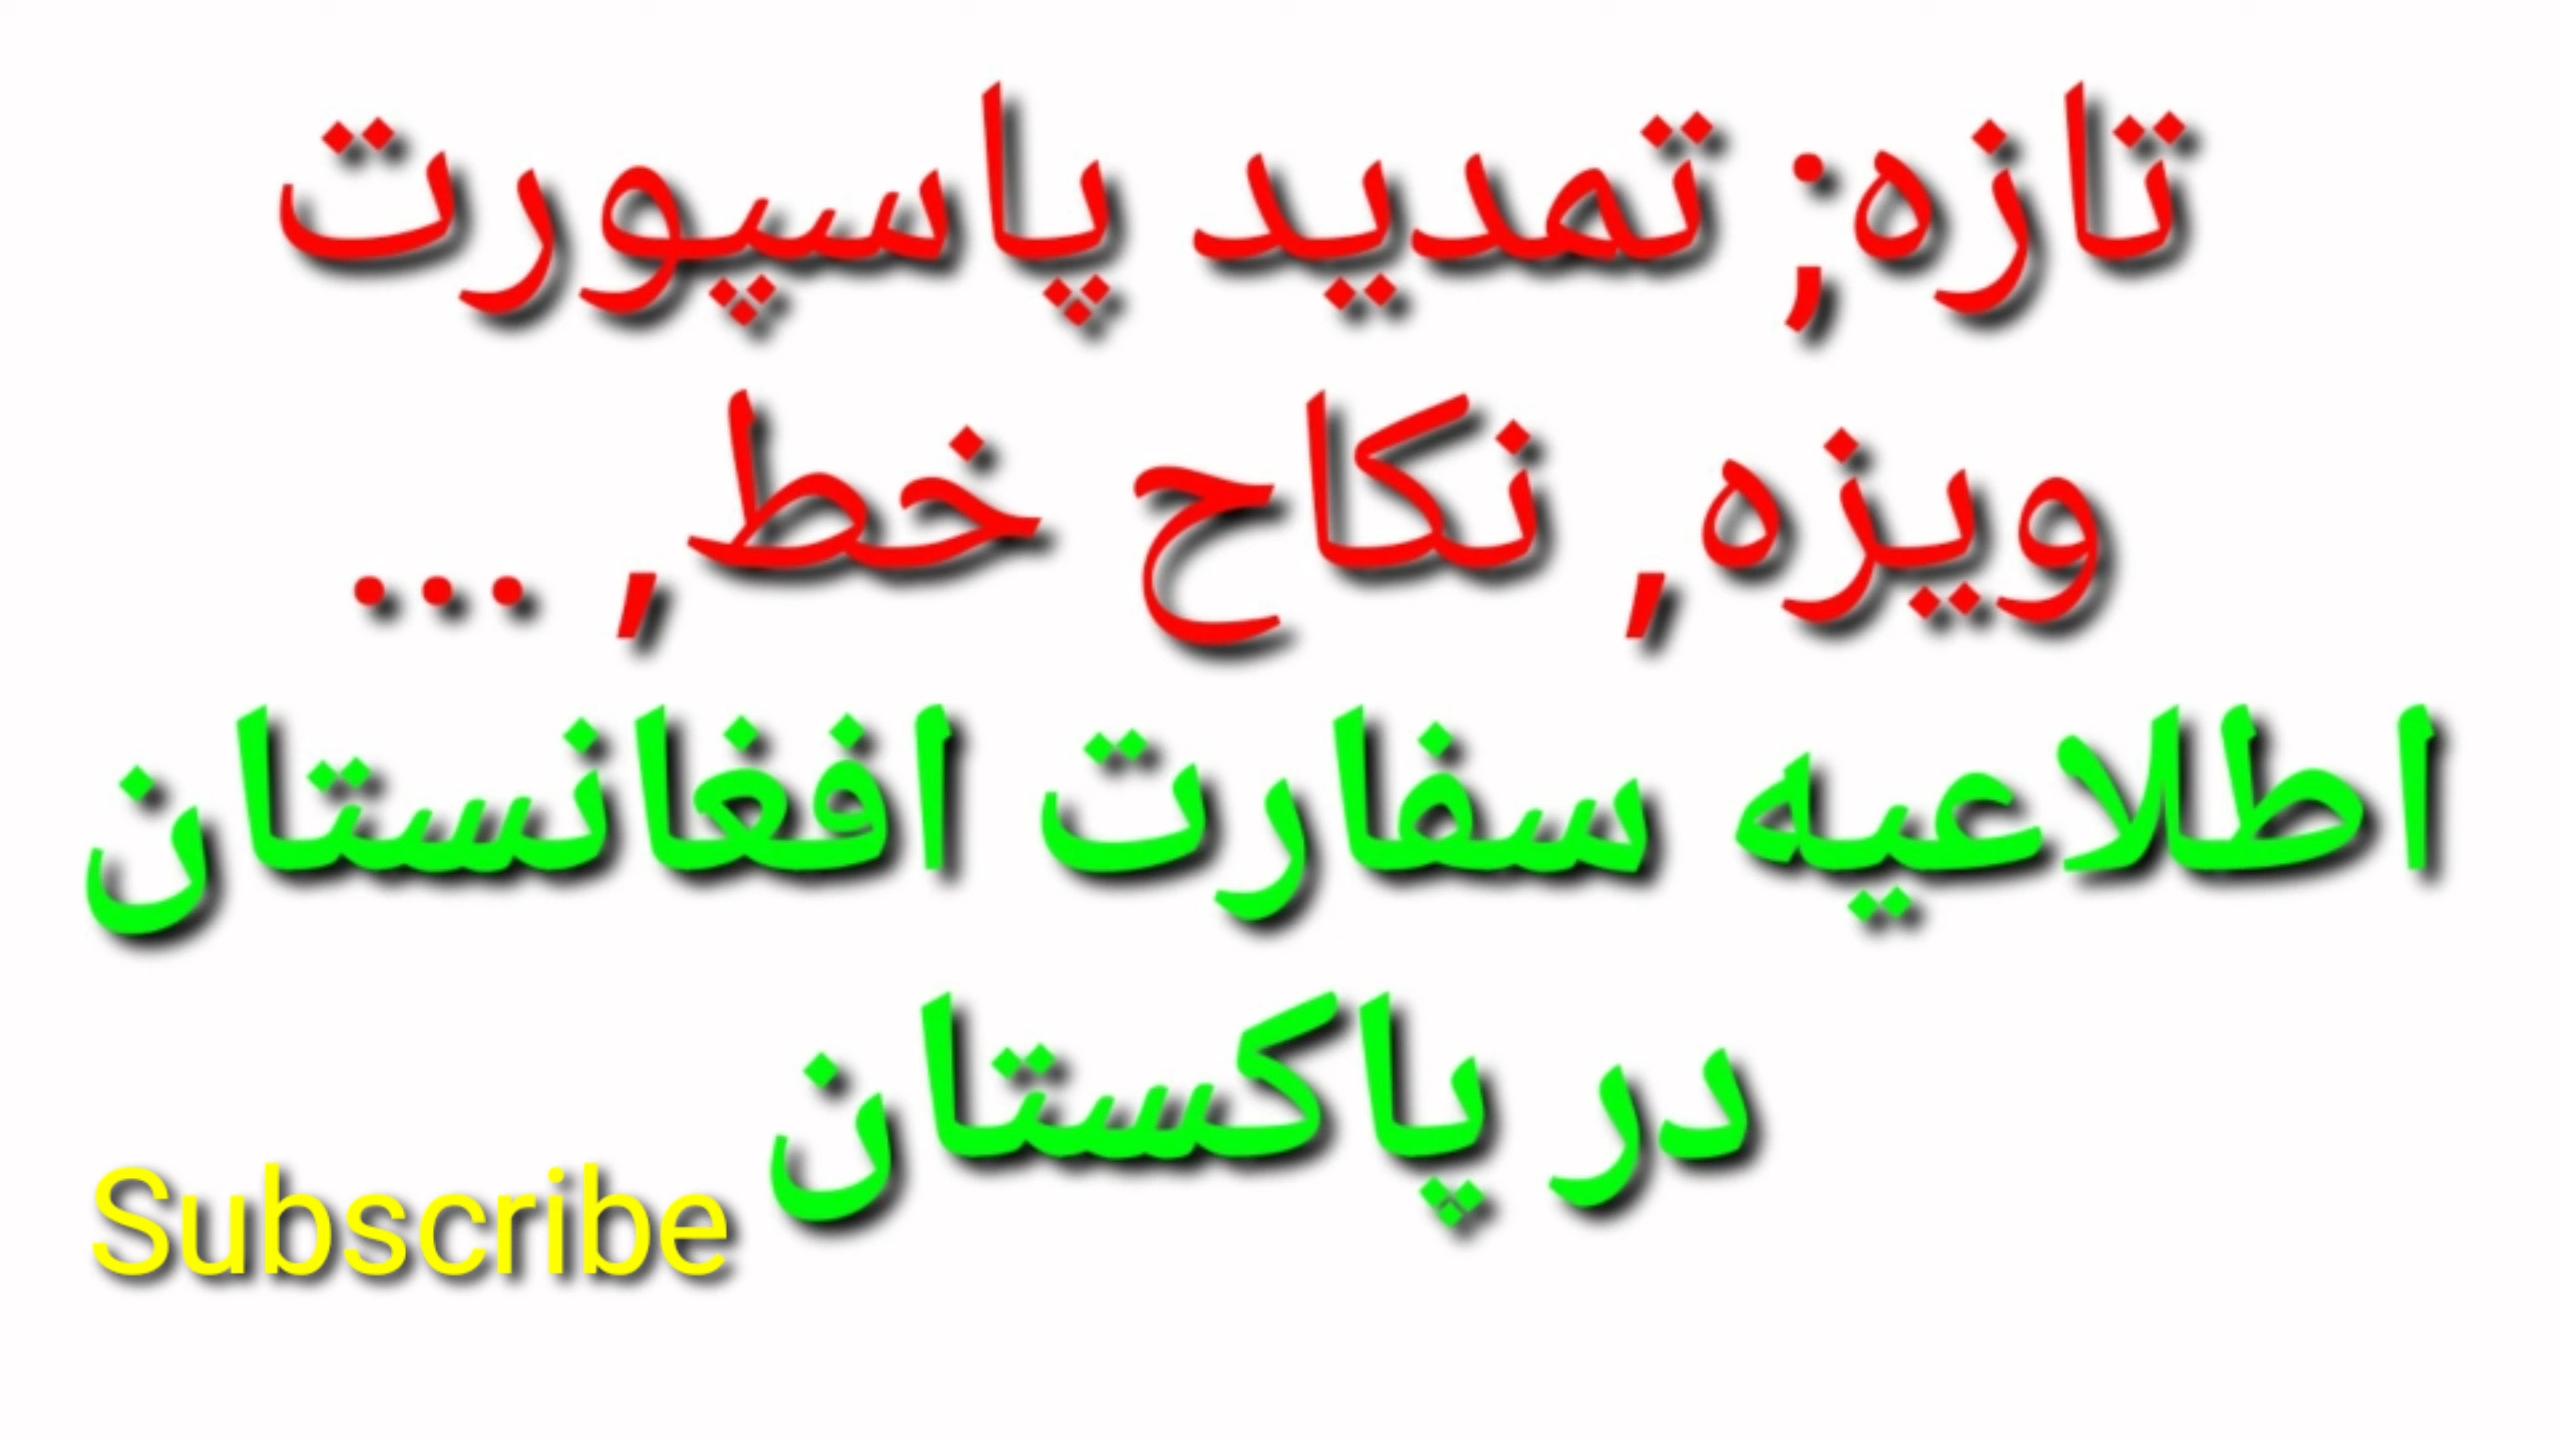 تازه; تمدید پاسپورت
ویزه, نکاح خط, ...
اطلاعیه سفارت افغانستان
در پاکستان
Subscribe